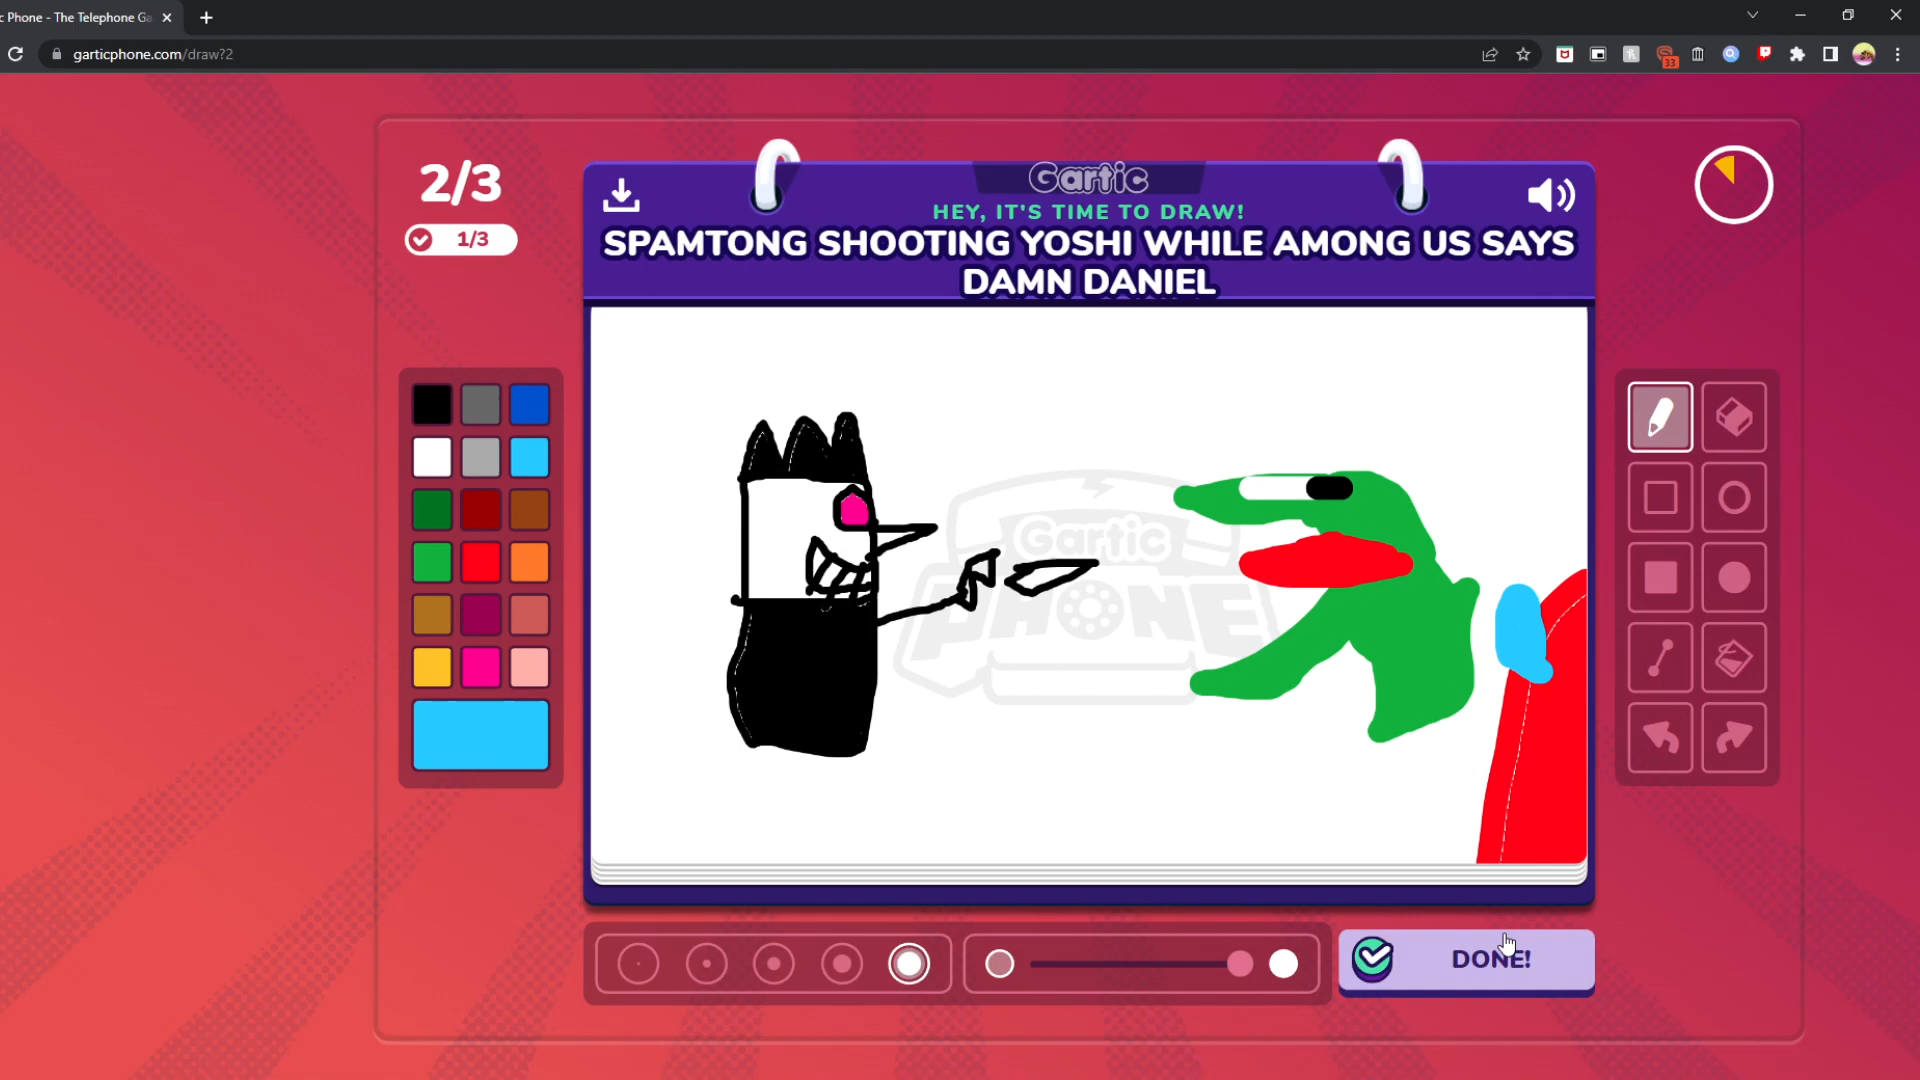 c Phone - The Telephone Ga
garticphone.com/draw?2
33
2/3
1/3
Gartic
HEY, IT'S TIME TO DRAW!
SPAMTONG SHOOTING YOSHI WHILE AMONG US SAYS
DAMN DANIEL
Gartic
PHONE
DONE!